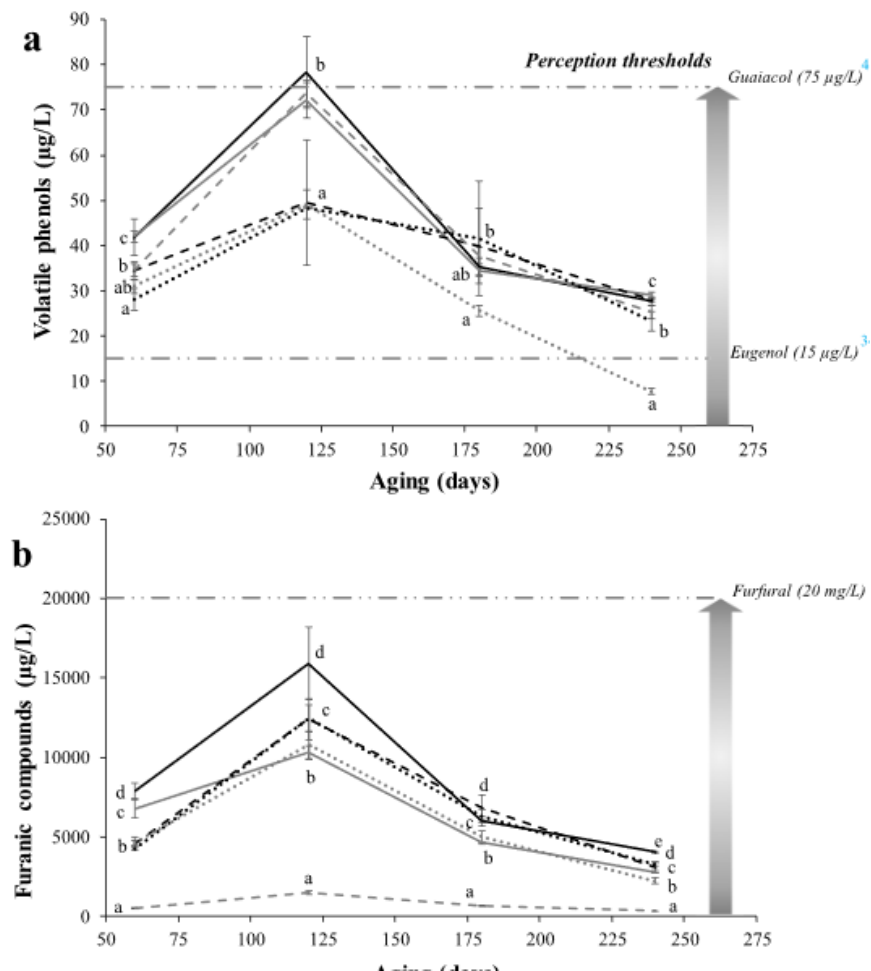 a
90
80
70
60
50
40
30
20
10
0
Volatile phenols (µg/L)
Perception thresholds
Guaiacol (75 µg/L)4
Eugenol (15 µg/L)3
b
c
b
ab
a
a
b
ab
a
c
b
a
50 75 100 125 150 175 200 225 250 275
Aging (days)
b
25000
20000
15000
10000
5000
0
Furanic compounds (µg/L)
Furfural (20 mg/L)
d
d
c
b
a
c
b
a
d
c
b
a
e
d
c
b
a
50 75 100 125 150 175 200 225 250 275
Aging (days)